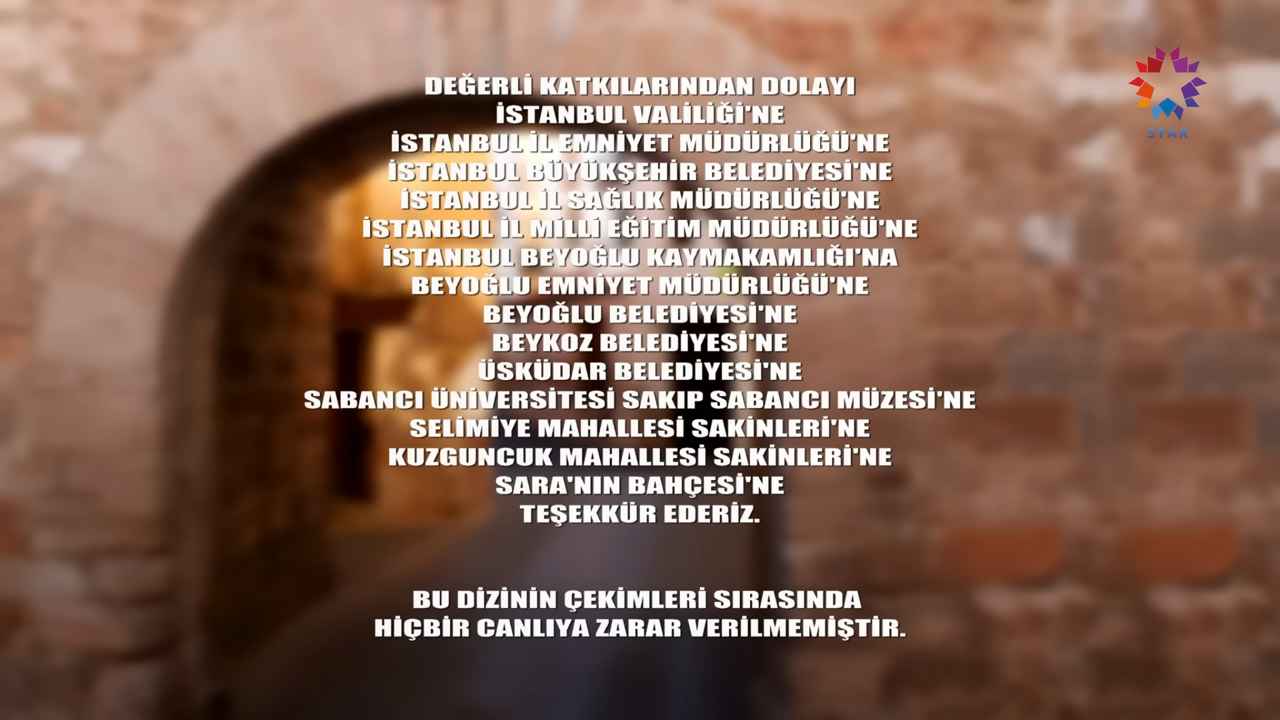 DEĞERLİ KATKILARINDAN DOLAYI
İSTANBUL VALİLİĞİ'NE
İSTANBUL İL EMNİYET MÜDÜRLÜĞÜ'NE
İSTANBUL BÜYÜKŞEHİR BELEDİYESİ'NE
İSTANBUL İL SAĞLIK MÜDÜRLÜĞÜ'NE
İSTANBUL İL MİLLİ EĞİTİM MÜDÜRLÜĞÜ'NE
İSTANBUL BEYOĞLU KAYMAKAMLIĞI'NA
BEYOĞLU EMNİYET MÜDÜRLÜĞÜ'NE
BEYOĞLU BELEDİYESİ'NE
BEYKOZ BELEDİYESİ'NE
ÜSKÜDAR BELEDİYESİ'NE
SABANCI ÜNİVERSİTESİ SAKIP SABANCI MÜZESİ'NE
SELİMİYE MAHALLESİ SAKİNLERİ'NE
KUZGUNCUK MAHALLESİ SAKİNLERİ'NE
SARA'NIN BAHÇESİ'NE
TEŞEKKÜR EDERİZ.
BU DİZİNİN ÇEKİMLERİ SIRASINDA
HİÇBİR CANLIYA ZARAR VERİLMEMİŞTİR.
STAR